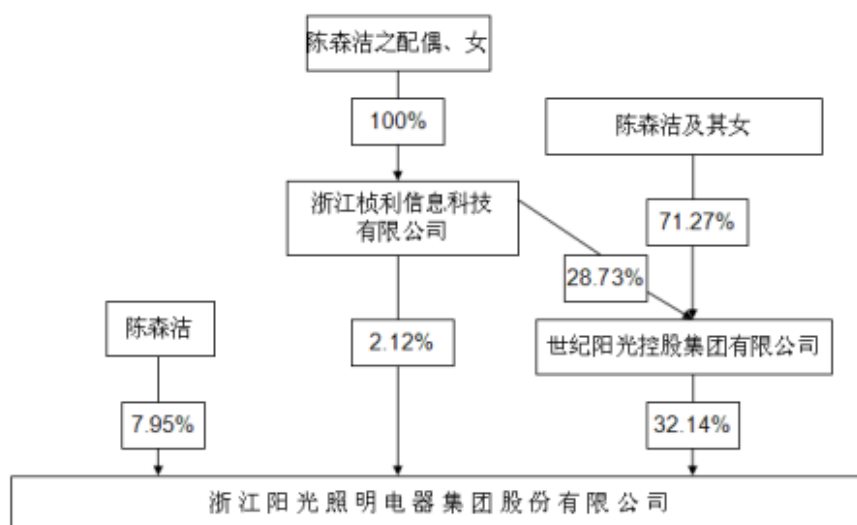 陈森洁之配偶、女
100%
陈森洁及其女
浙江桢利信息科技
有限公司
71.27%
28.73%
陈森洁
2.12%
世纪阳光控股集团有限公司
7.95%
32.14%
浙江阳光照明电器集团股份有限公司